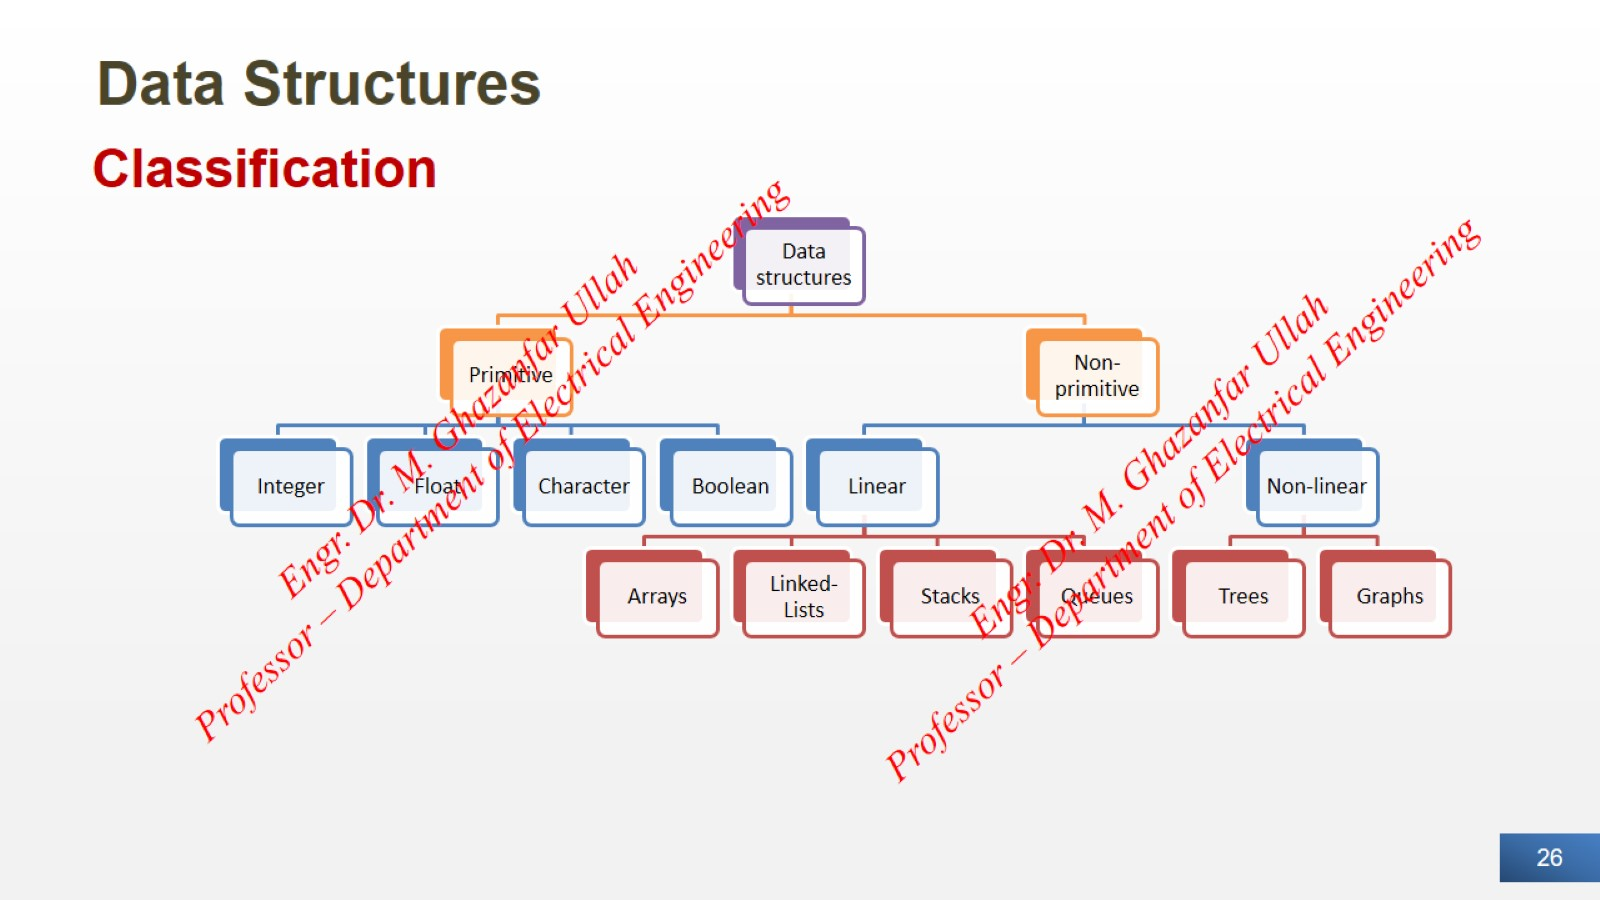 Data Structures
Classification
Data
structures
Primitive
Non-
primitive
Integer
Float
Character
Boolean
Linear
Non-linear
Arrays
Linked-
Lists
Stacks
Queues
Trees
Graphs
Engr. Dr. M. Ghazanfar Ullah
Professor – Department of Electrical Engineering
Engr. Dr. M. Ghazanfar Ullah
Professor – Department of Electrical Engineering
26